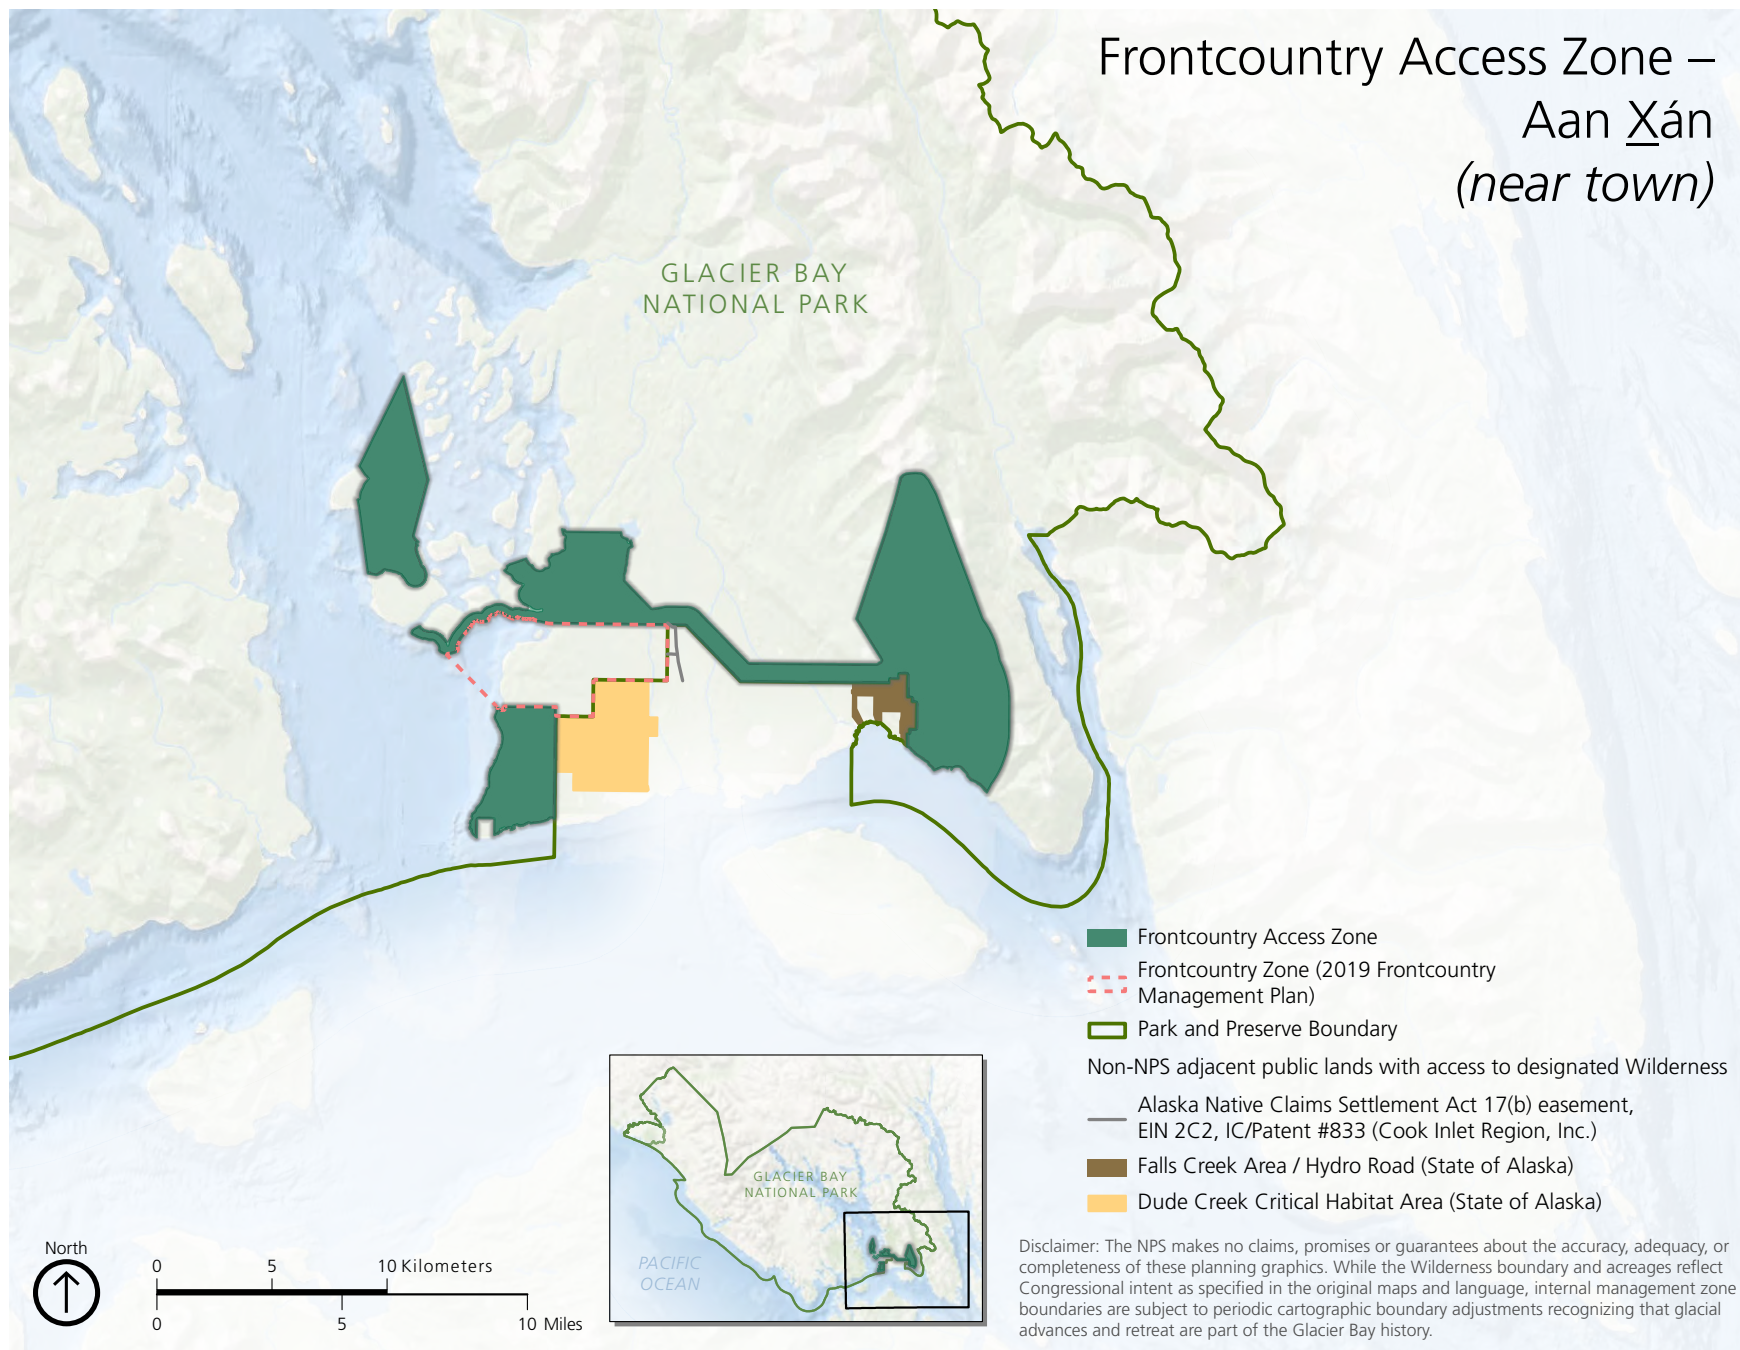 Frontcountry Access Zone –
Aan X̲án
(near town)
GLACIER BAY
NATIONAL PARK
Frontcountry Access Zone
Frontcountry Zone (2019 Frontcountry
Management Plan)
Park and Preserve Boundary
Non-NPS adjacent public lands with access to designated Wilderness
Alaska Native Claims Settlement Act 17(b) easement,
EIN 2C2, IC/Patent #833 (Cook Inlet Region, Inc.)
Falls Creek Area / Hydro Road (State of Alaska)
Dude Creek Critical Habitat Area (State of Alaska)
Disclaimer: The NPS makes no claims, promises or guarantees about the accuracy, adequacy, or
completeness of these planning graphics. While the Wilderness boundary and acreages reflect
Congressional intent as specified in the original maps and language, internal management zone
boundaries are subject to periodic cartographic boundary adjustments recognizing that glacial
advances and retreat are part of the Glacier Bay history.
GLACIER BAY
NATIONAL PARK
PACIFIC
OCEAN
North
0 5 10 Kilometers
0 5 10 Miles